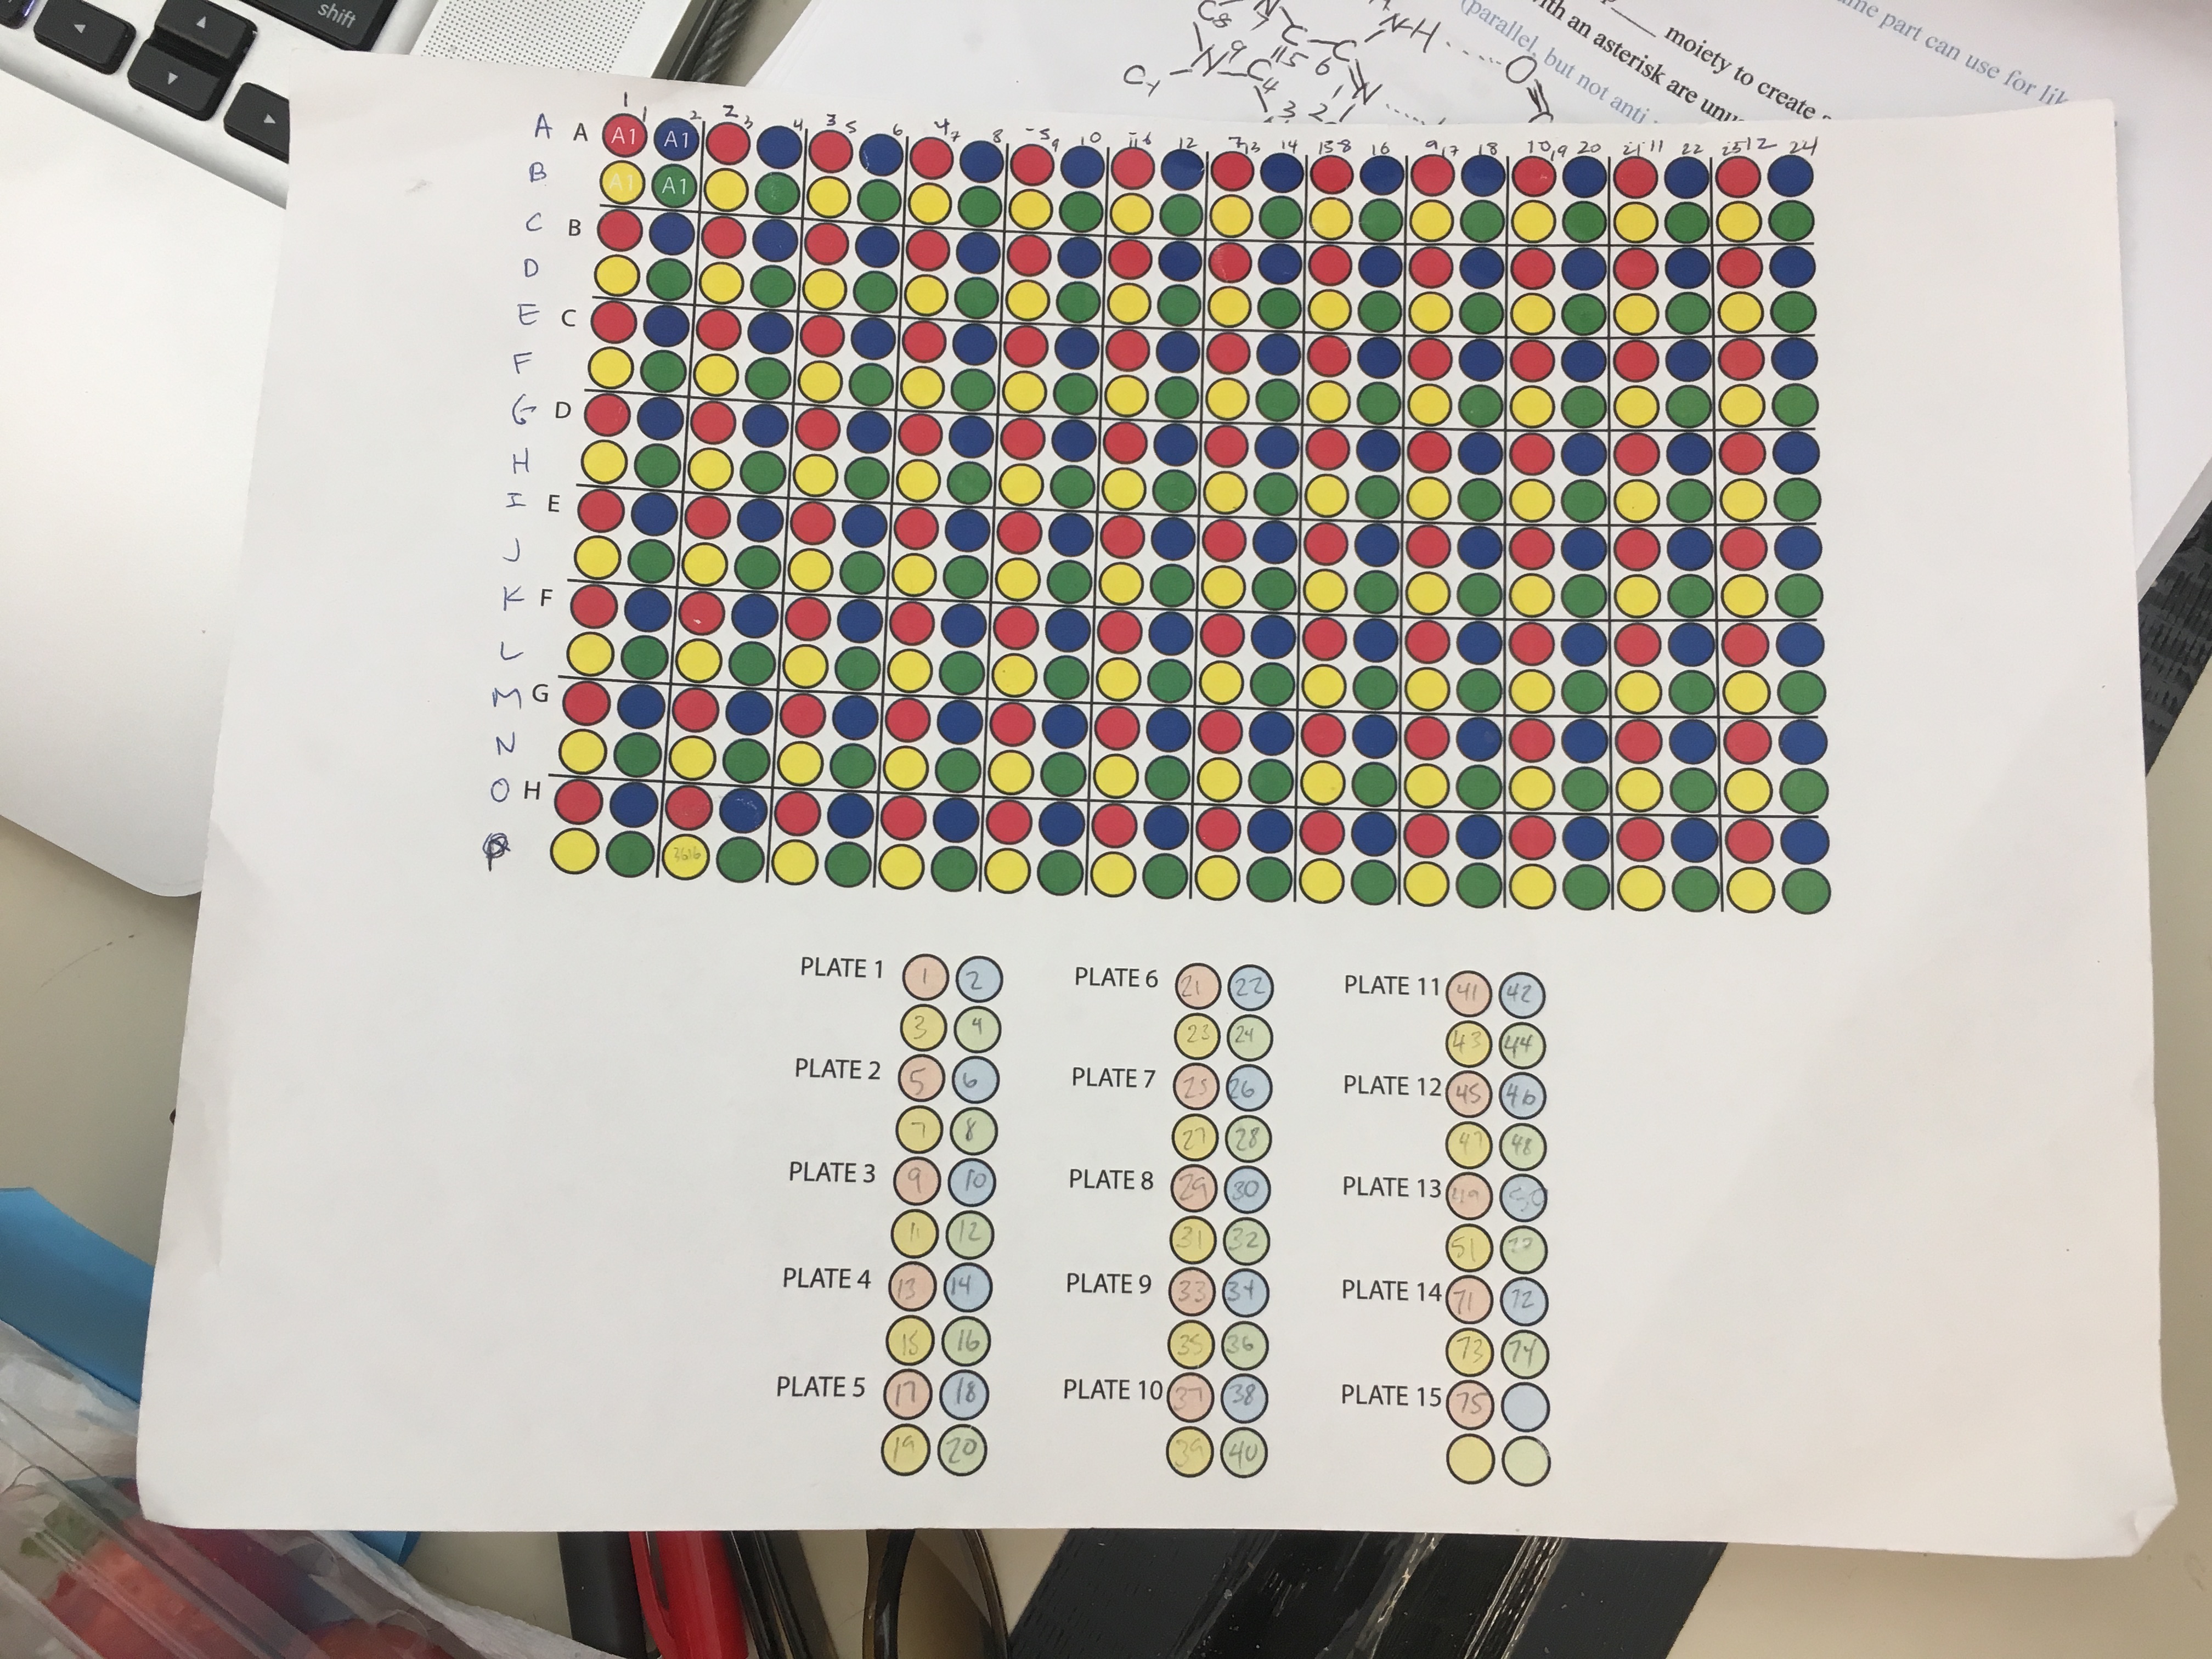 shift
C8 N C-C NH O
moiety to create
me part can use for lik
N 9 C 5 6 N
th an asterisk are unu
(parallel, but not anti
C1 4
3 2 1
1 2 3 4 5 6 7 8 9 10 11 12
1 2 3 4 5 6 7 8 9 10 11 12 13 14 15 16 17 18 19 20 21 22 23 24
A A A1 A1
B A1 A1
C B
D
E C
F
G D
H
I E
J
K F
L
M G
N
O H
P 3616
PLATE 1 1 2
3 4
PLATE 2 5 6
7 8
PLATE 3 9 10
11 12
PLATE 4 13 14
15 16
PLATE 5 17 18
19 20
PLATE 6 21 22
23 24
PLATE 7 25 26
27 28
PLATE 8 29 30
31 32
PLATE 9 33 34
35 36
PLATE 10 37 38
39 40
PLATE 11 41 42
43 44
PLATE 12 45 46
47 48
PLATE 13 49 50
51
PLATE 14 71 72
73 74
PLATE 15 75